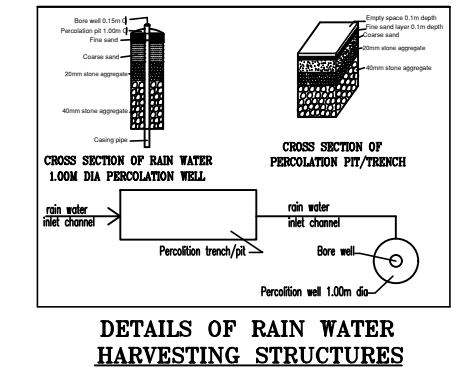 Bore well 0.15m
Percolation pit 1.00m
Fine sand
Coarse sand
20mm stone aggregate
40mm stone aggregate
Casing pipe
CROSS SECTION OF RAIN WATER
1.00M DIA PERCOLATION WELL
Empty space 0.1m depth
Fine sand layer 0.1m depth
Coarse sand
20mm stone aggregate
40mm stone aggregate
CROSS SECTION OF
PERCOLATION PIT/TRENCH
rain water
inlet channel
Percolition trench/pit
rain water
inlet channel
Bore well
Percolition well 1.00m dia
DETAILS OF RAIN WATER
HARVESTING STRUCTURES